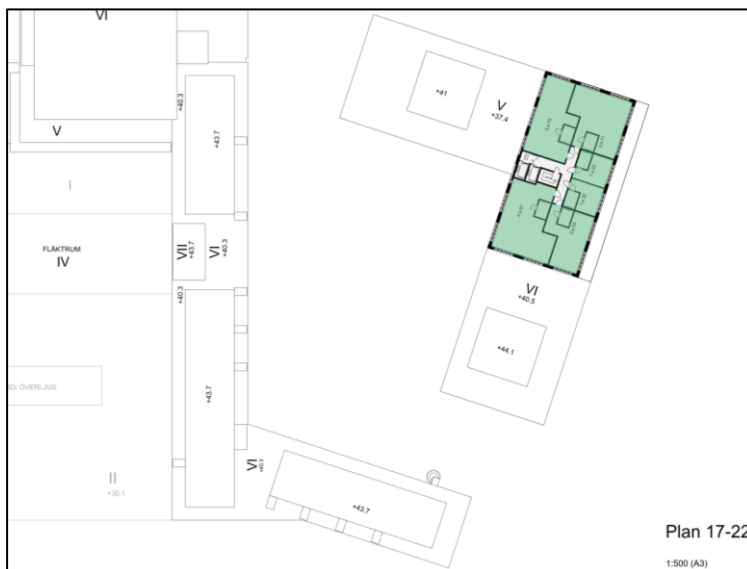 VI
V
I
FLÄKTRUM
IV
II
+30.1
+40.3
+43.7
VII
+43.7
VI
+40.3
+40.3
+43.7
VI
+40.3
+43.7
+41
V
+37.4
VI
+40.5
+44.1
Plan 17-22
1:500 (A3)